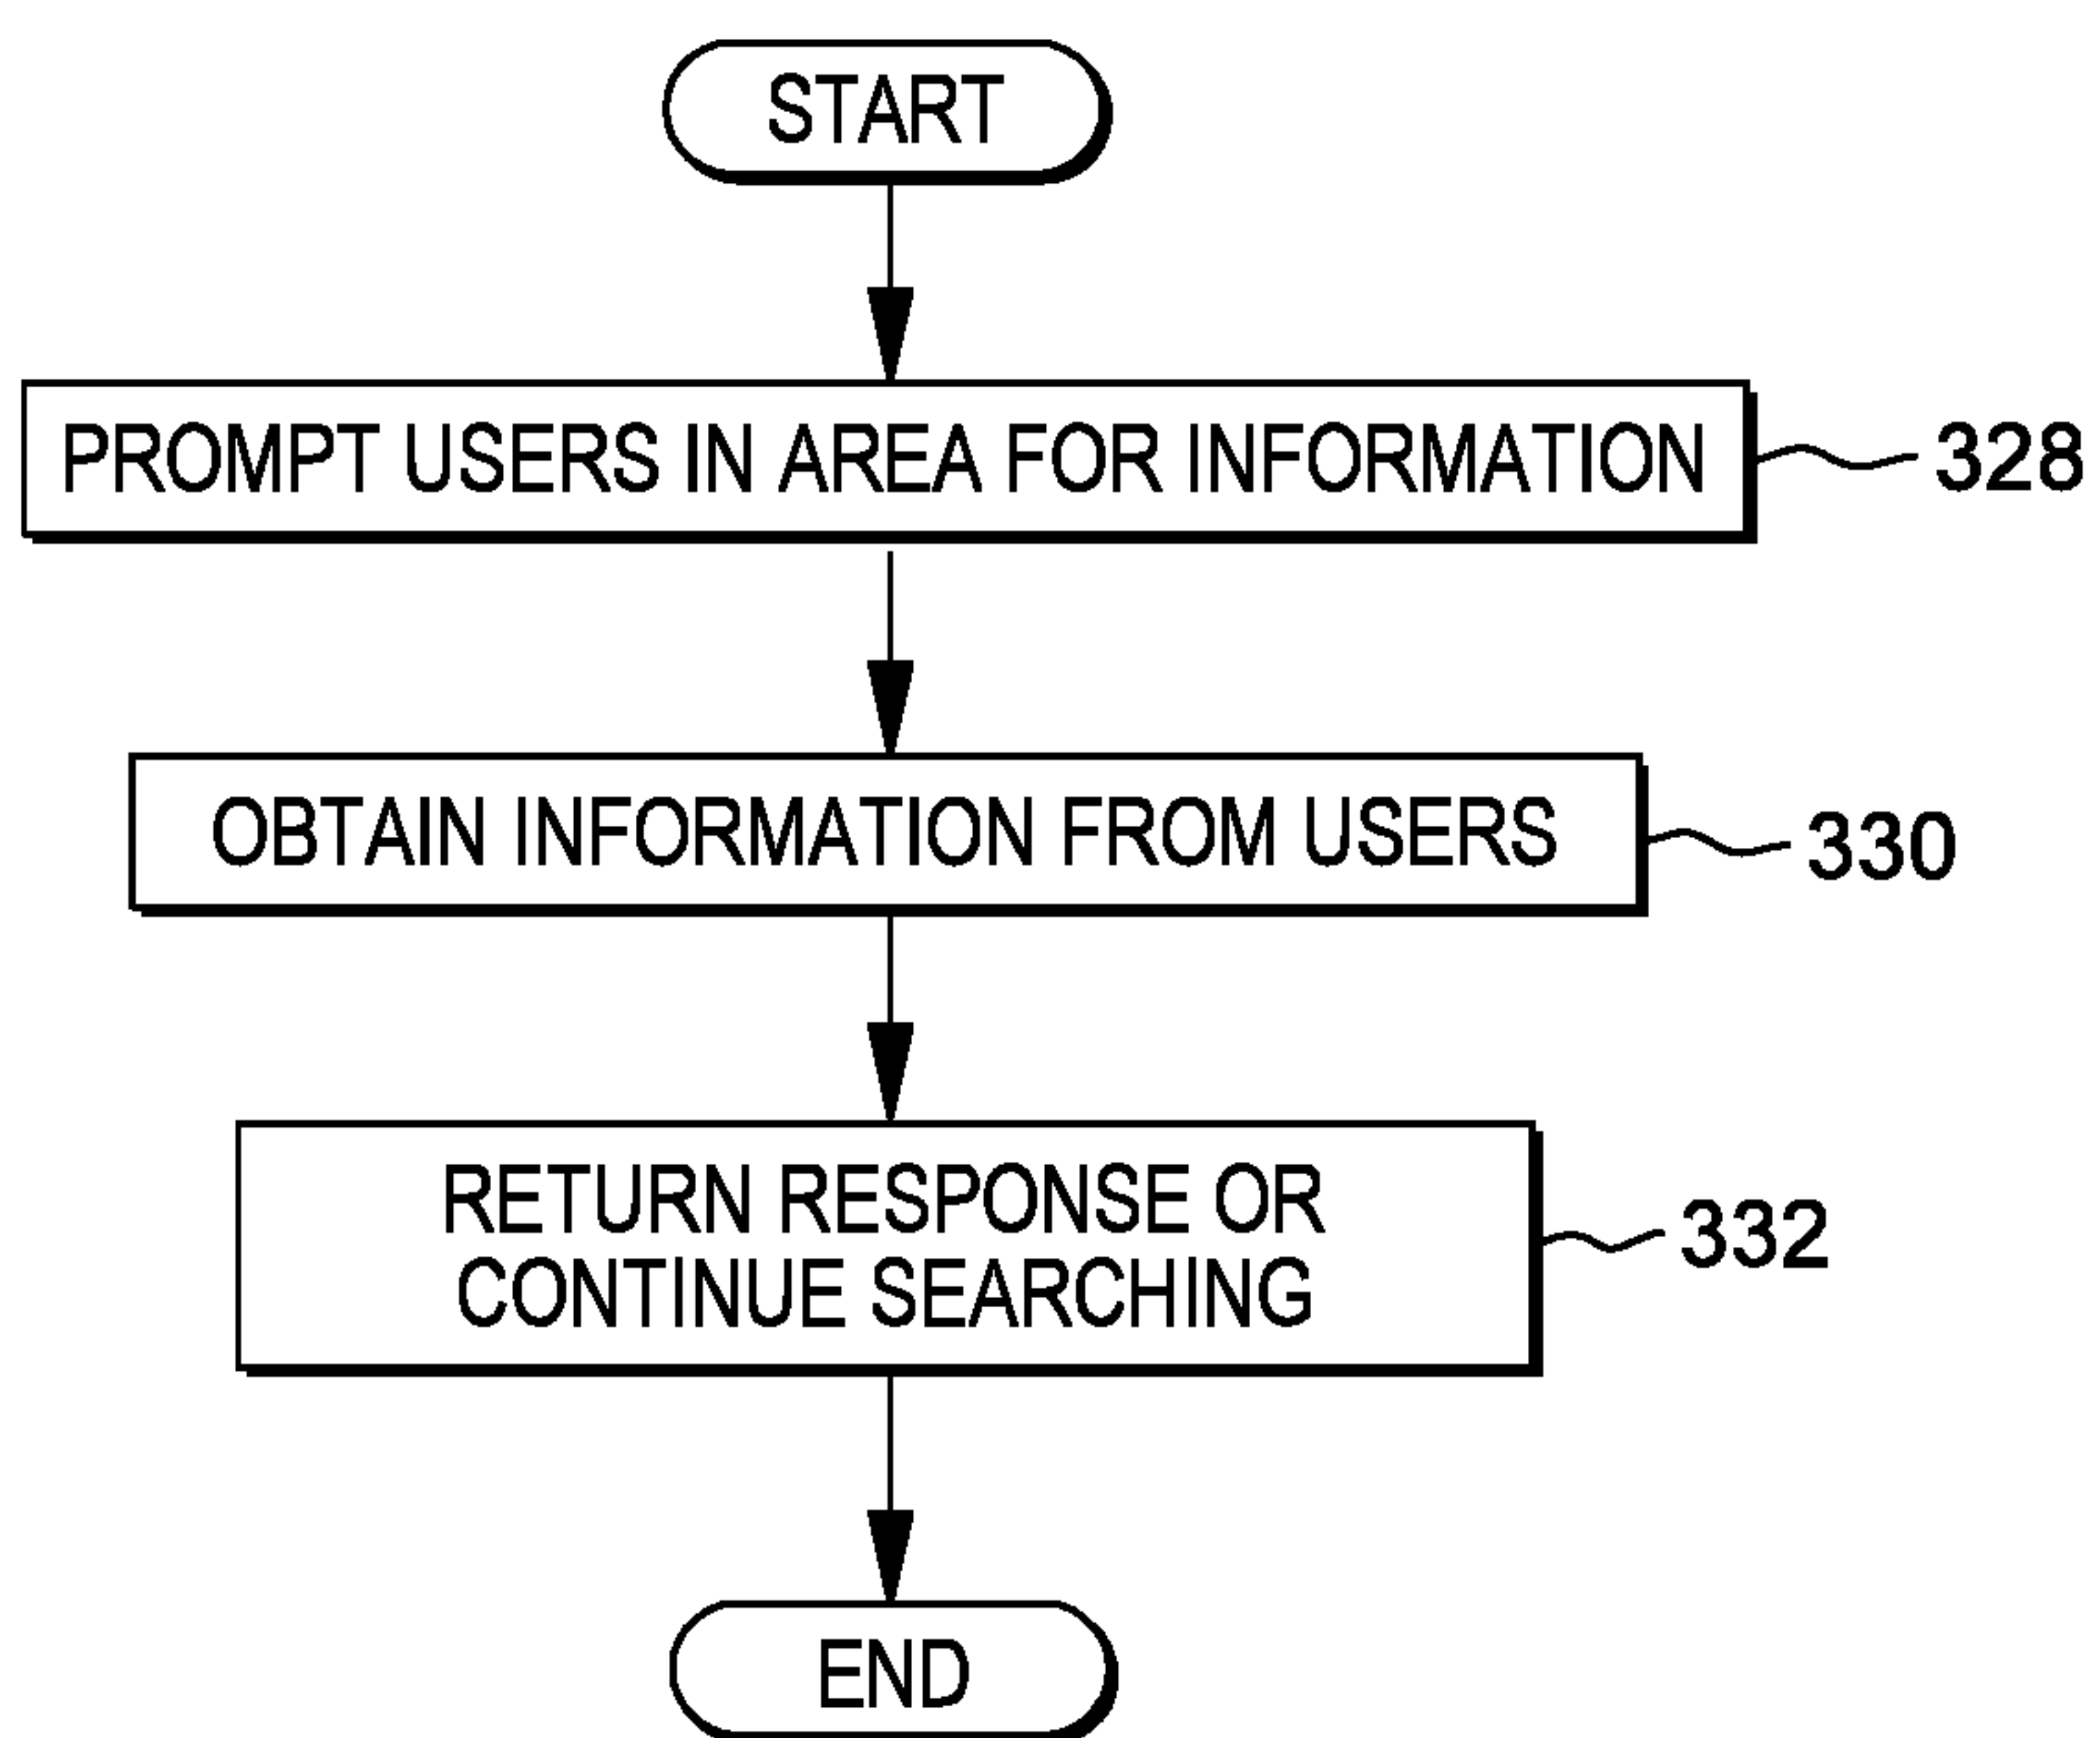 START
PROMPT USERS IN AREA FOR INFORMATION
328
OBTAIN INFORMATION FROM USERS
330
RETURN RESPONSE OR
CONTINUE SEARCHING
332
END